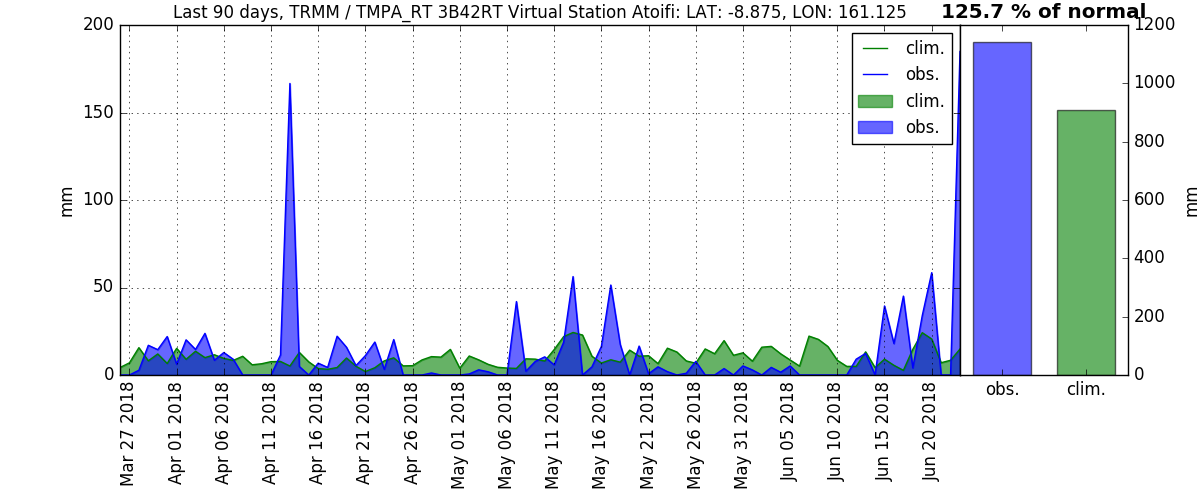 Last 90 days, TRMM / TMPA_RT 3B42RT Virtual Station Atoifi: LAT: -8.875, LON: 161.125
125.7 % of normal
200
150
100
50
0
mm
clim.
obs.
clim.
obs.
1200
1000
800
600
400
200
0
mm
Mar 27 2018
Apr 01 2018
Apr 06 2018
Apr 11 2018
Apr 16 2018
Apr 21 2018
Apr 26 2018
May 01 2018
May 06 2018
May 11 2018
May 16 2018
May 21 2018
May 26 2018
May 31 2018
Jun 05 2018
Jun 10 2018
Jun 15 2018
Jun 20 2018
obs.
clim.